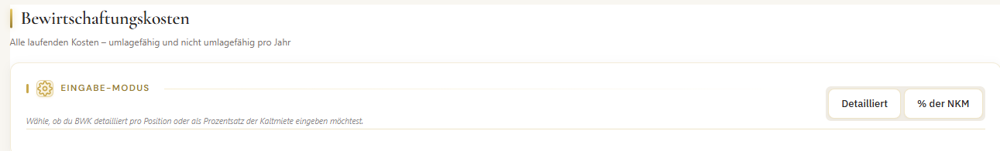 Bewirtschaftungskosten
Alle laufenden Kosten – umlagefähig und nicht umlagefähig pro Jahr
EINGABE-MODUS
Detailliert
% der NKM
Wähle, ob du BWK detailliert pro Position oder als Prozentsatz der Kaltmiete eingeben möchtest.